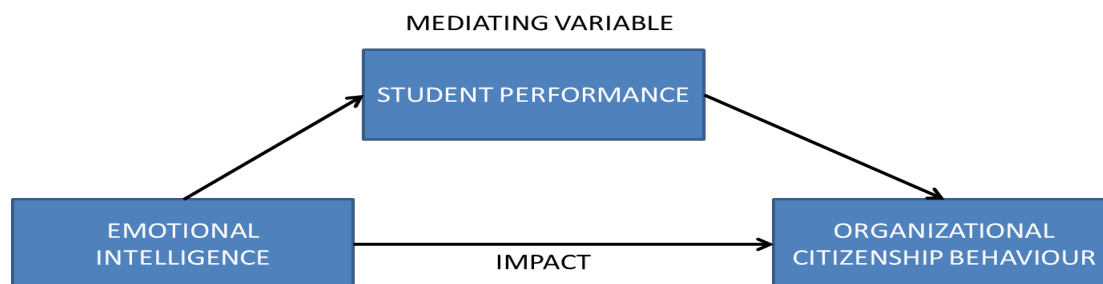 MEDIATING VARIABLE
STUDENT PERFORMANCE
EMOTIONAL
INTELLIGENCE
IMPACT
ORGANIZATIONAL
CITIZENSHIP BEHAVIOUR